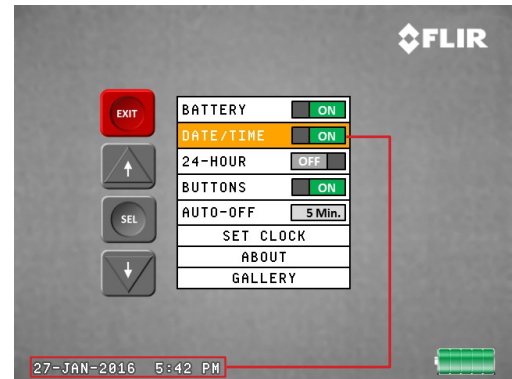 FLIR
EXIT
BATTERY ON
DATE/TIME ON
24-HOUR OFF
BUTTONS ON
SEL
AUTO-OFF 5 Min.
SET CLOCK
ABOUT
GALLERY
27-JAN-2016 5:42 PM